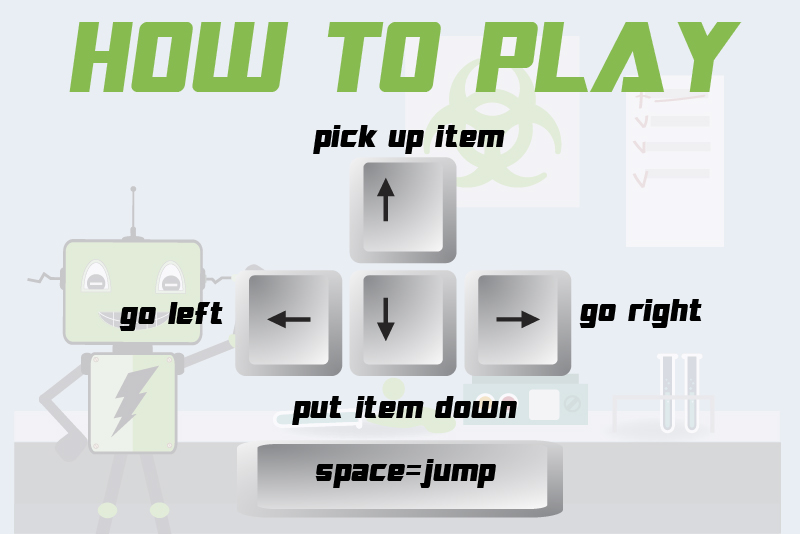 HOW TO PLAY
pick up item
go left
go right
put item down
space=jump